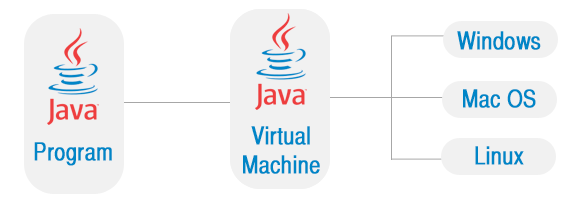 Java
Program
Java
Virtual
Machine
Windows
Mac OS
Linux